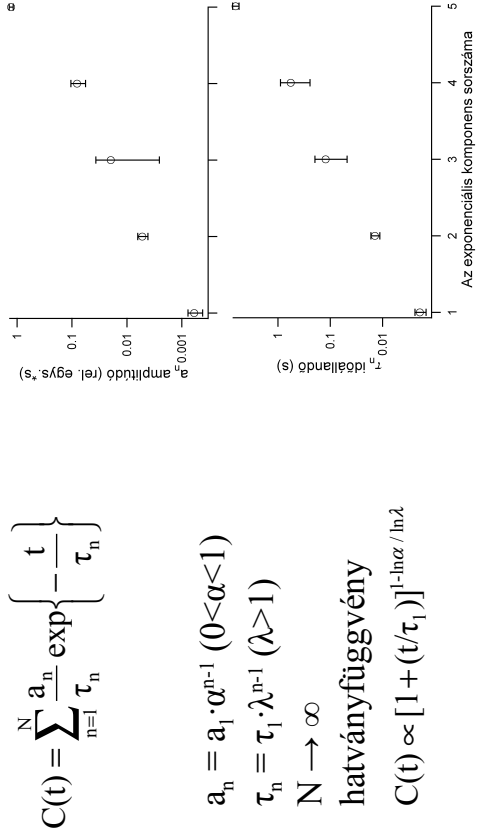 C(t) = ∑_{n=1}^{N} a_n/τ_n exp{−t/τ_n}
a_n = a_1·α^{n-1} (0<α<1)
τ_n = τ_1·λ^{n-1} (λ>1)
N → ∞
hatványfüggvény
C(t) ∝ [1+(t/τ_1)]^{1-lnα / lnλ}
a_n amplitúdó (rel. egys.*s)
1
0.1
0.01
0.001
τ_n időállandő (s)
1
0.1
0.01
1 2 3 4 5
Az exponenciális komponens sorszáma